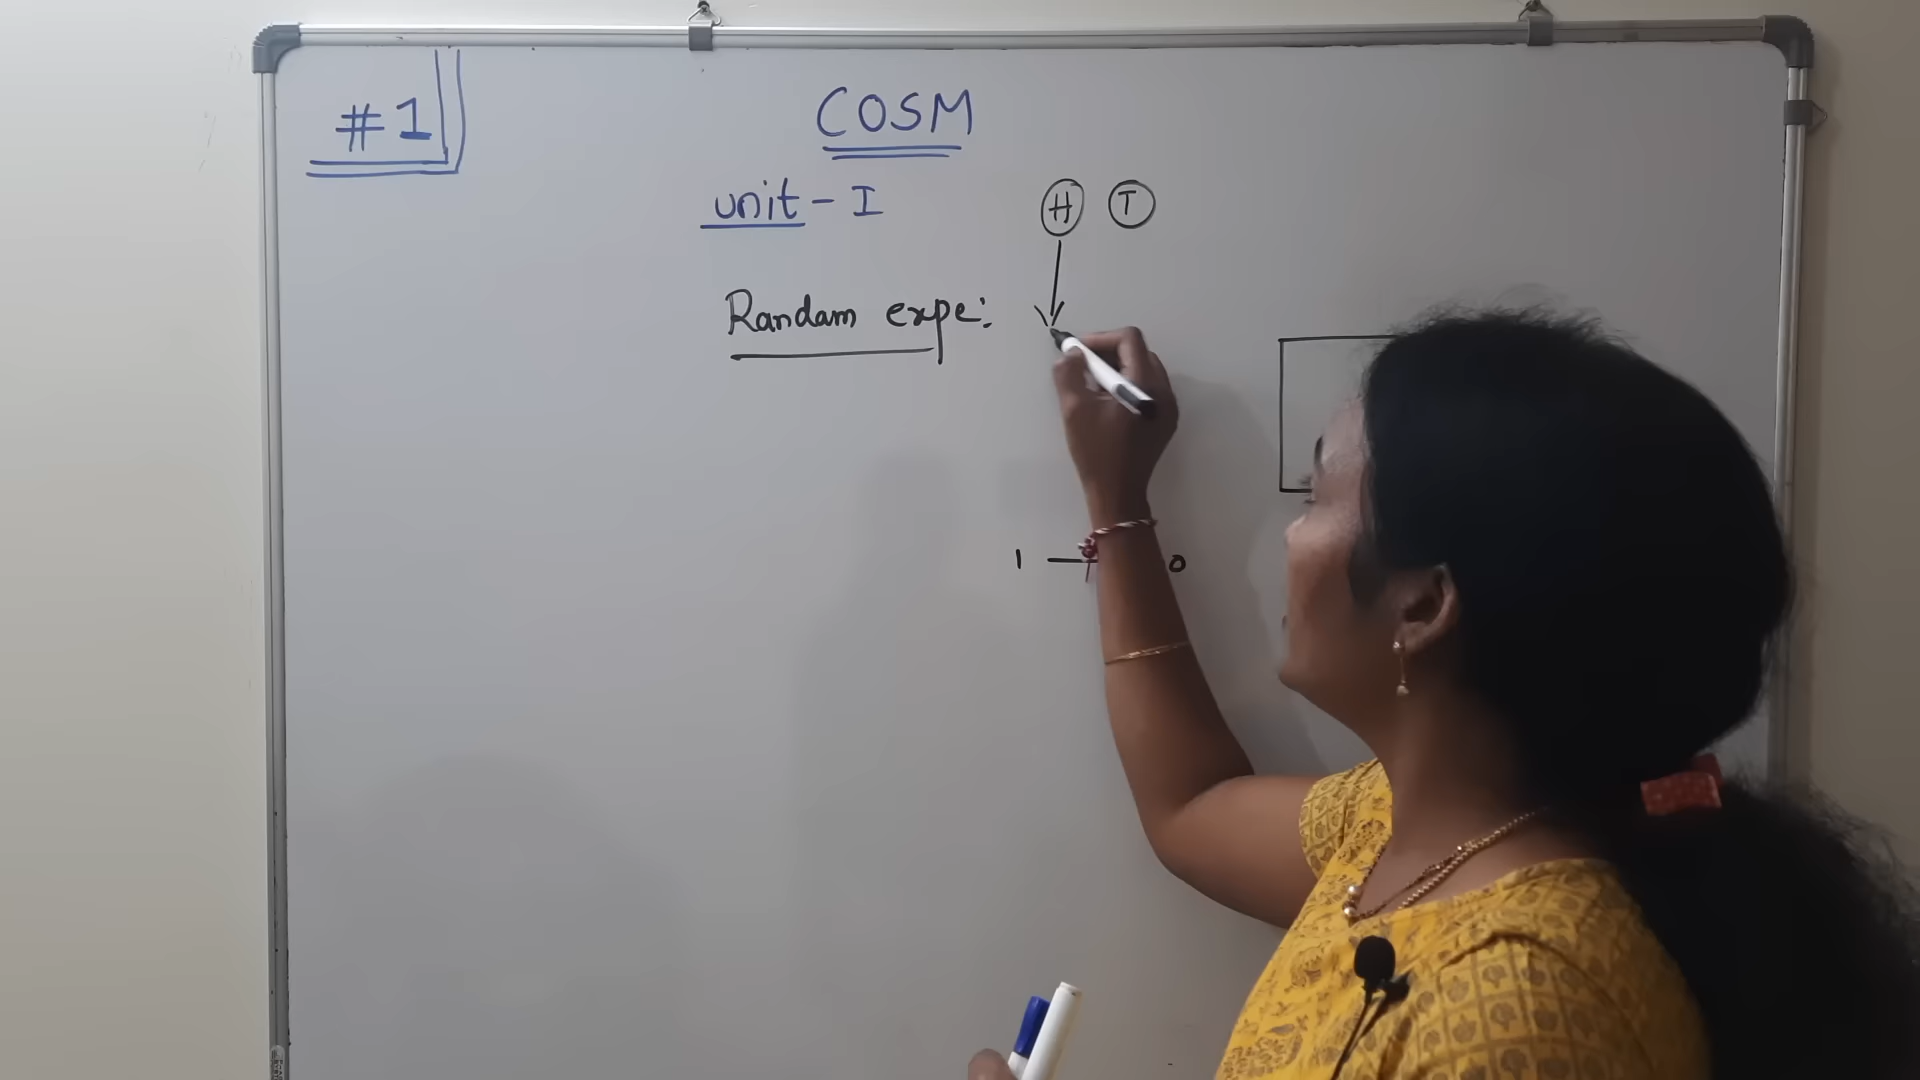 #1
COSM
unit - I
H T
Randam expe:
1 — 0